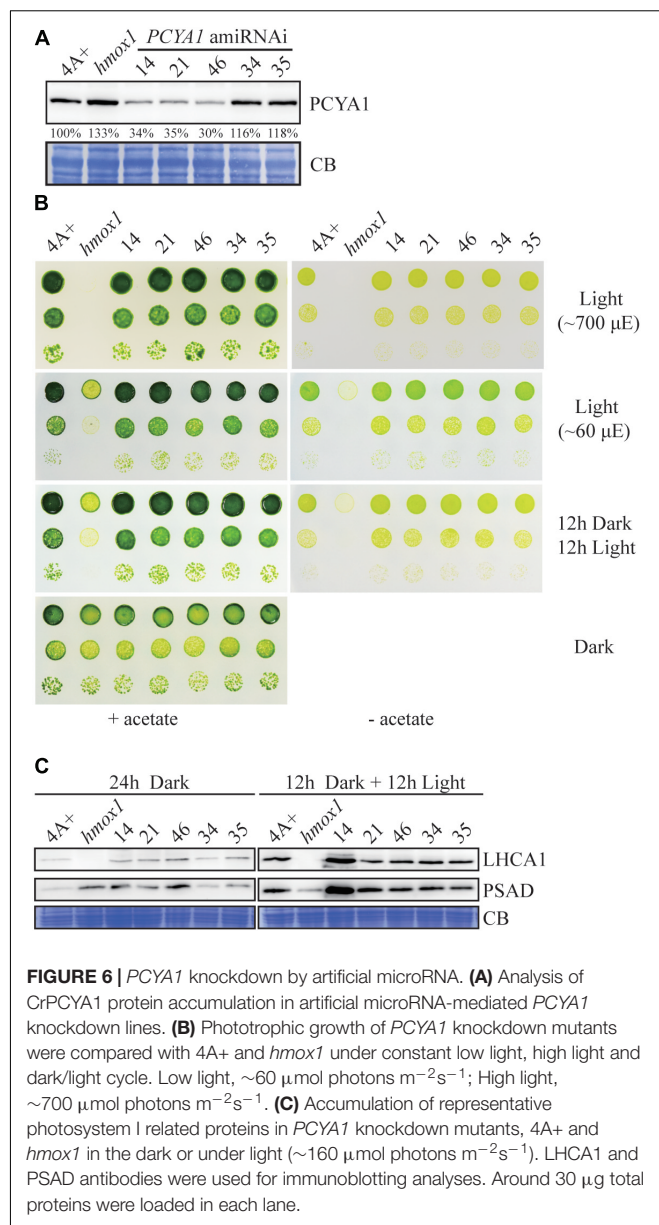 A
PCYA1 amiRNAi
4A+ hmox1 14 21 46 34 35
PCYA1
100% 133% 34% 35% 30% 116% 118%
CB
B
4A+ hmox1 14 21 46 34 35 4A+ hmox1 14 21 46 34 35
Light
(~700 µE)
Light
(~60 µE)
12h Dark
12h Light
Dark
+ acetate - acetate
C
24h Dark 12h Dark + 12h Light
4A+ hmox1 14 21 46 34 35 4A+ hmox1 14 21 46 34 35
LHCA1
PSAD
CB
FIGURE 6 | PCYA1 knockdown by artificial microRNA. (A) Analysis of
CrPCYA1 protein accumulation in artificial microRNA-mediated PCYA1
knockdown lines. (B) Phototrophic growth of PCYA1 knockdown mutants
were compared with 4A+ and hmox1 under constant low light, high light and
dark/light cycle. Low light, ~60 µmol photons m−2s−1; High light,
~700 µmol photons m−2s−1. (C) Accumulation of representative
photosystem I related proteins in PCYA1 knockdown mutants, 4A+ and
hmox1 in the dark or under light (~160 µmol photons m−2s−1). LHCA1 and
PSAD antibodies were used for immunoblotting analyses. Around 30 µg total
proteins were loaded in each lane.